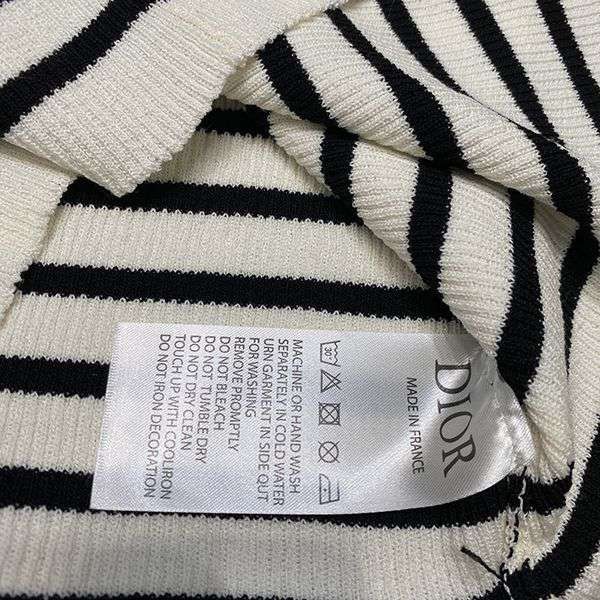 DIOR
MADE IN FRANCE
30°
MACHINE OR HAND WASH
SEPARATELY IN COLD WATER
URN GARMENT IN SIDE OUT
FOR WASHING
REMOVE PROMPTLY
DO NOT BLEACH
DO NOT TUMBLE DRY
DO NOT DRY CLEAN
TOUCH UP WITH COOLIRON
DO NOT IRON DECORATION